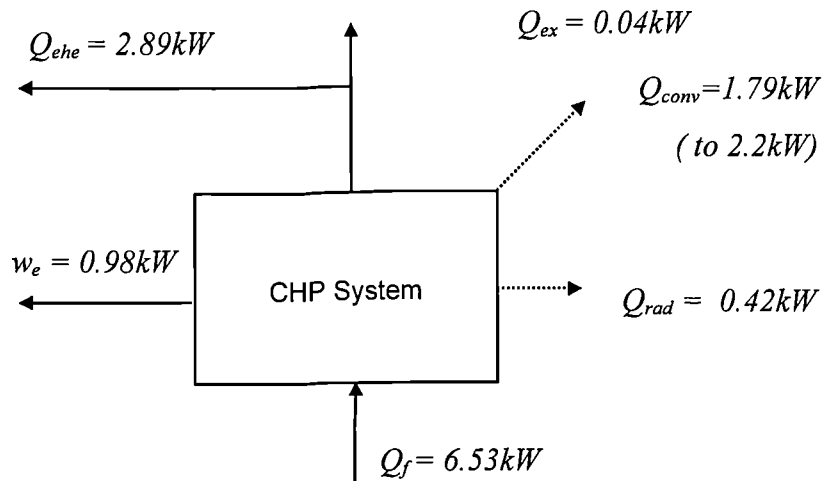 Q_ex = 0.04kW
Q_ehe = 2.89kW
Q_conv=1.79kW
( to 2.2kW)
w_e = 0.98kW
CHP System
Q_rad = 0.42kW
Q_f = 6.53kW